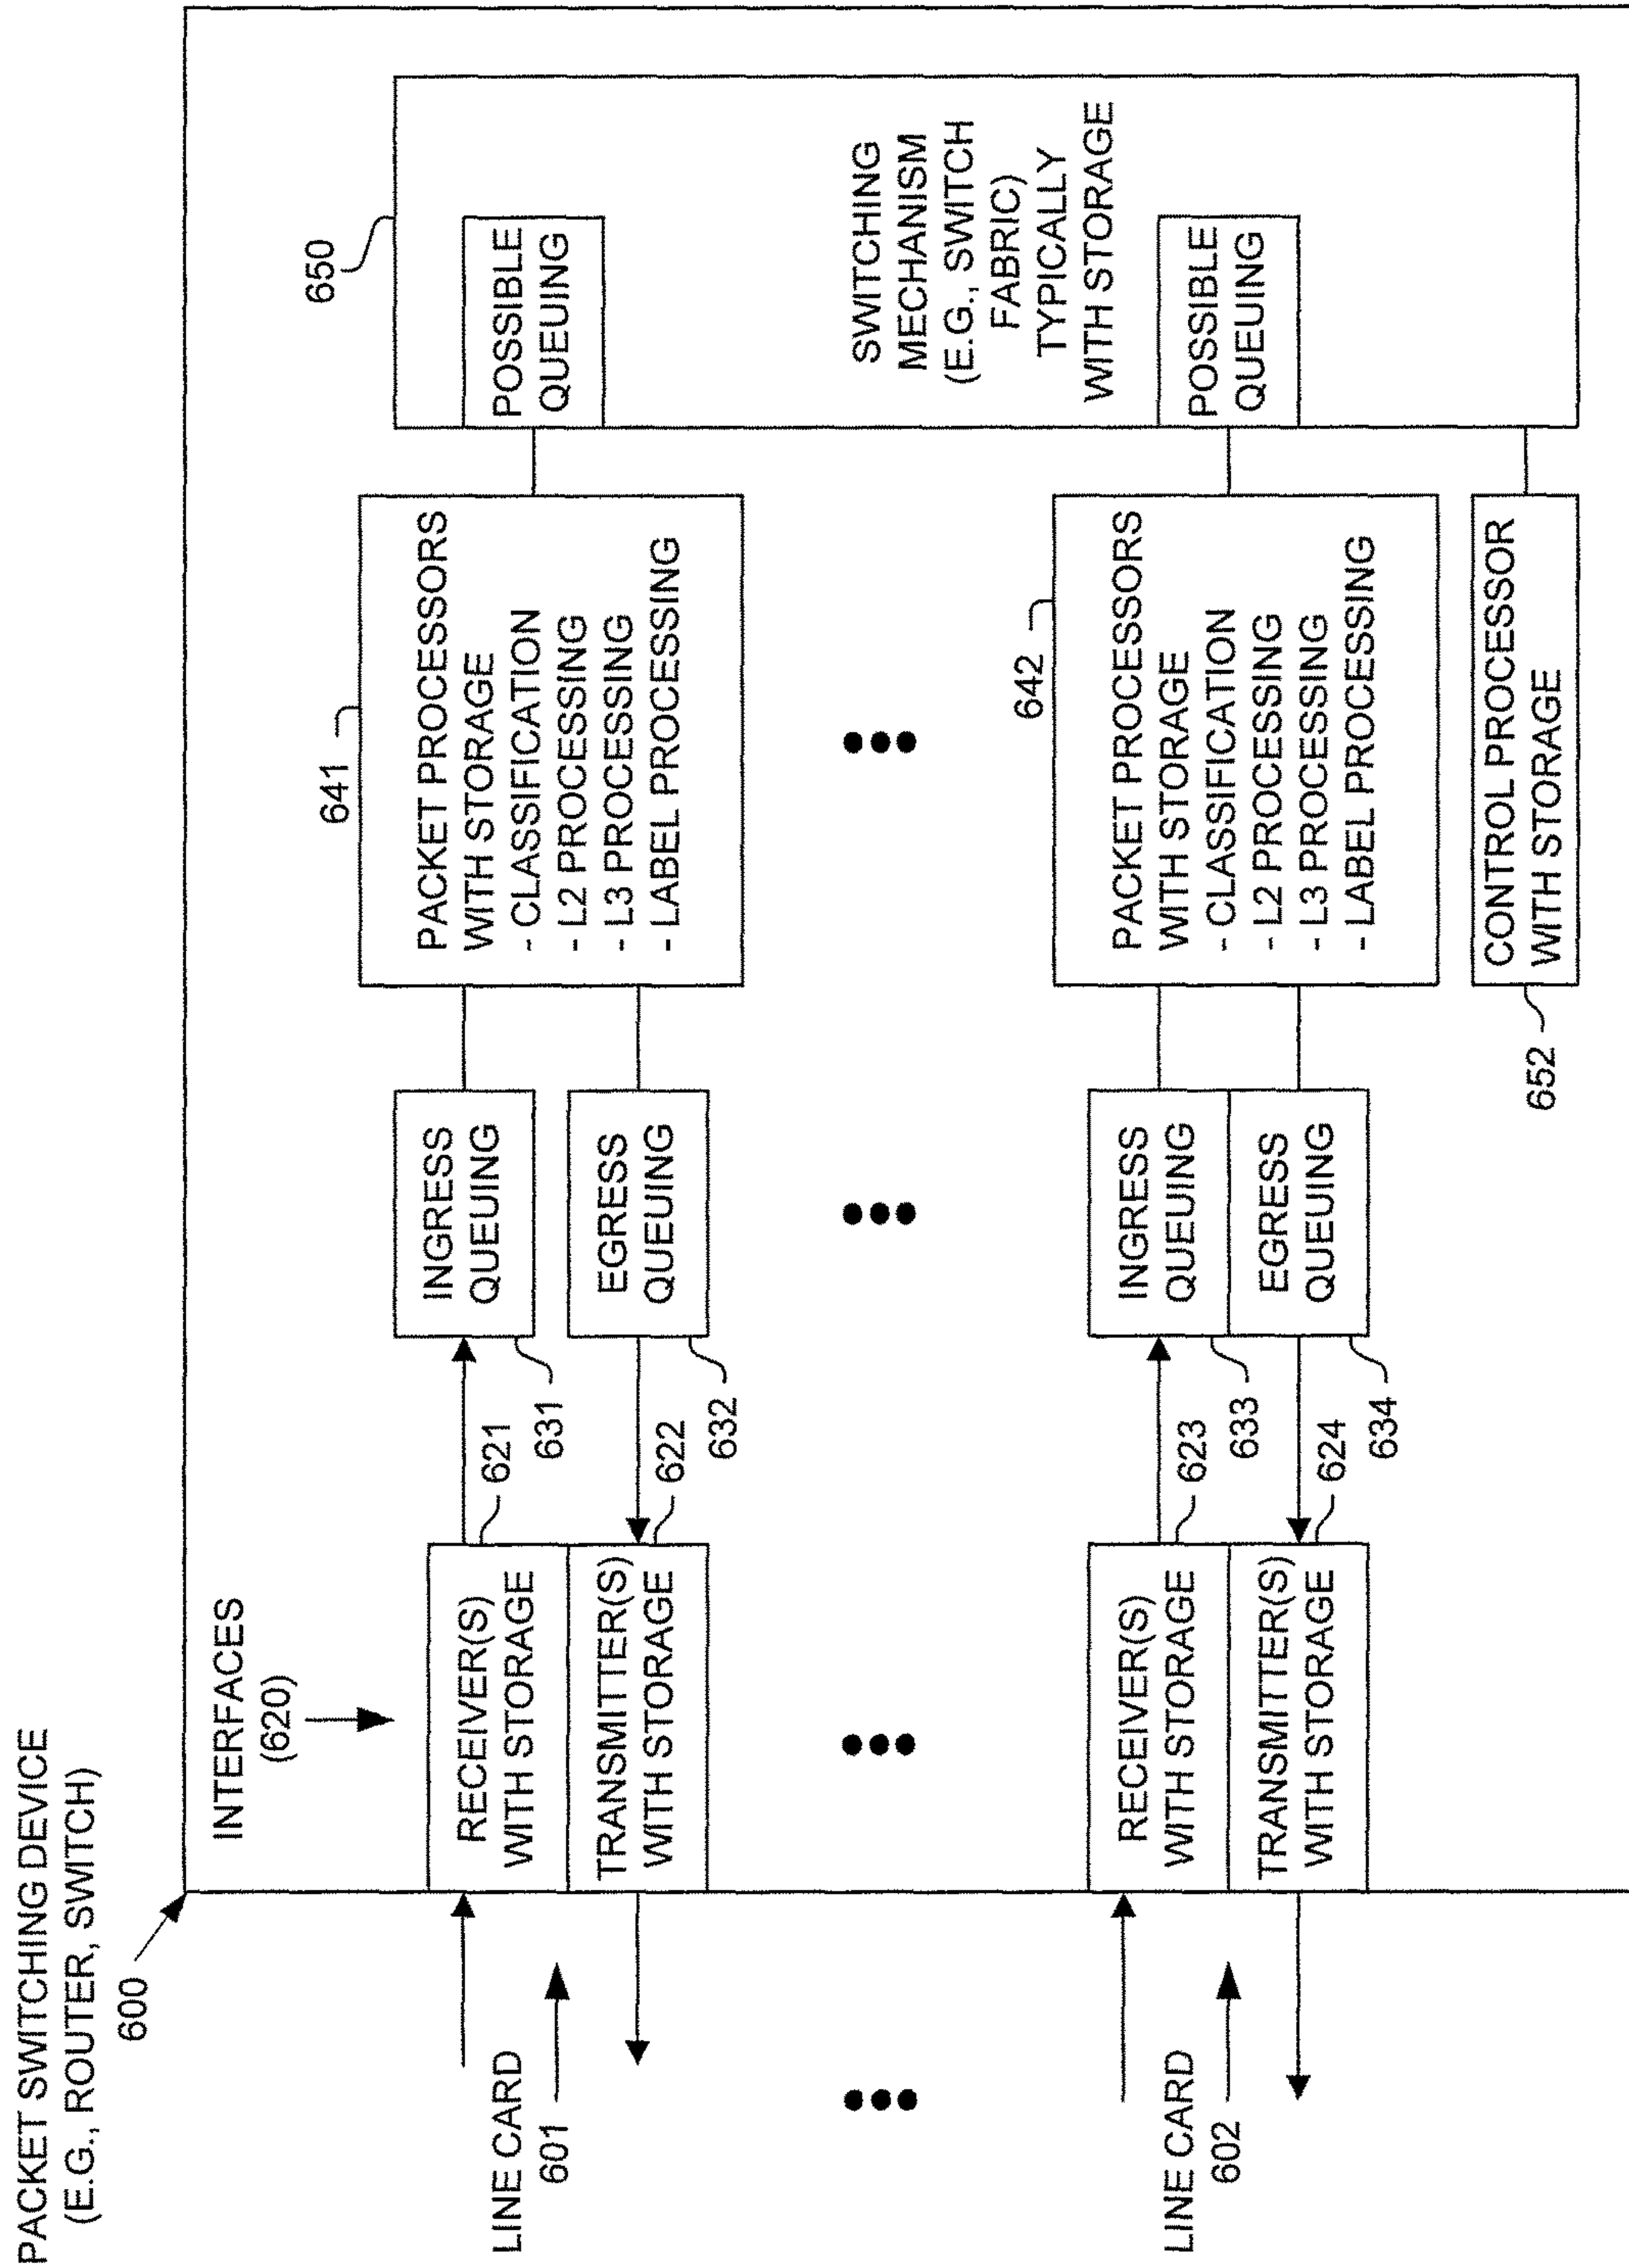 PACKET SWITCHING DEVICE
(E.G., ROUTER, SWITCH)
600
INTERFACES
(620)
LINE CARD
601
RECEIVER(S)
WITH STORAGE
621
TRANSMITTER(S)
WITH STORAGE
622
INGRESS
QUEUING
631
EGRESS
QUEUING
632
641
PACKET PROCESSORS
WITH STORAGE
- CLASSIFICATION
- L2 PROCESSING
- L3 PROCESSING
- LABEL PROCESSING
650
POSSIBLE
QUEUING
SWITCHING
MECHANISM
(E.G., SWITCH
FABRIC)
TYPICALLY
WITH STORAGE
POSSIBLE
QUEUING
LINE CARD
602
RECEIVER(S)
WITH STORAGE
623
TRANSMITTER(S)
WITH STORAGE
624
INGRESS
QUEUING
633
EGRESS
QUEUING
634
642
PACKET PROCESSORS
WITH STORAGE
- CLASSIFICATION
- L2 PROCESSING
- L3 PROCESSING
- LABEL PROCESSING
652
CONTROL PROCESSOR
WITH STORAGE